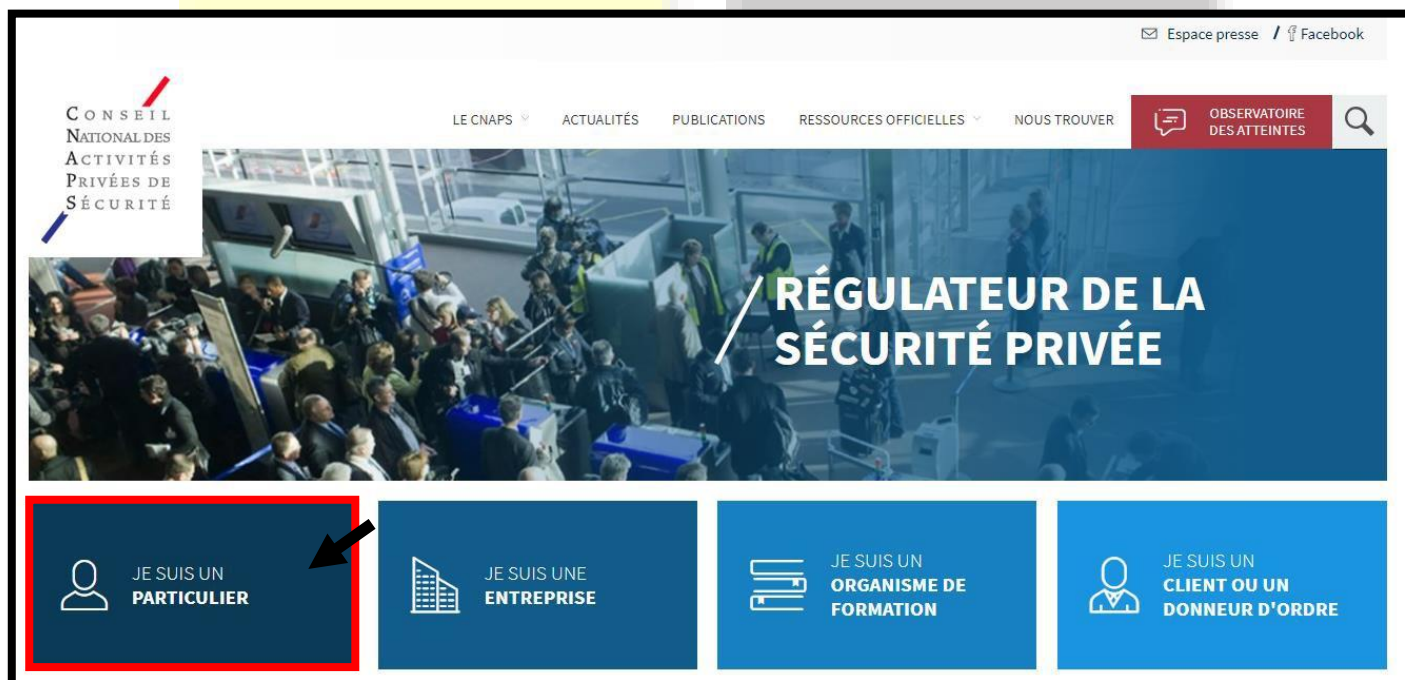 Espace presse / Facebook
CONSEIL
NATIONAL DES
ACTIVITÉS
PRIVÉES DE
SÉCURITÉ
LE CNAPS
ACTUALITÉS
PUBLICATIONS
RESSOURCES OFFICIELLES
NOUS TROUVER
OBSERVATOIRE
DES ATTEINTES
RÉGULATEUR DE LA
SÉCURITÉ PRIVÉE
JE SUIS UN
PARTICULIER
JE SUIS UNE
ENTREPRISE
JE SUIS UN
ORGANISME DE
FORMATION
JE SUIS UN
CLIENT OU UN
DONNEUR D'ORDRE